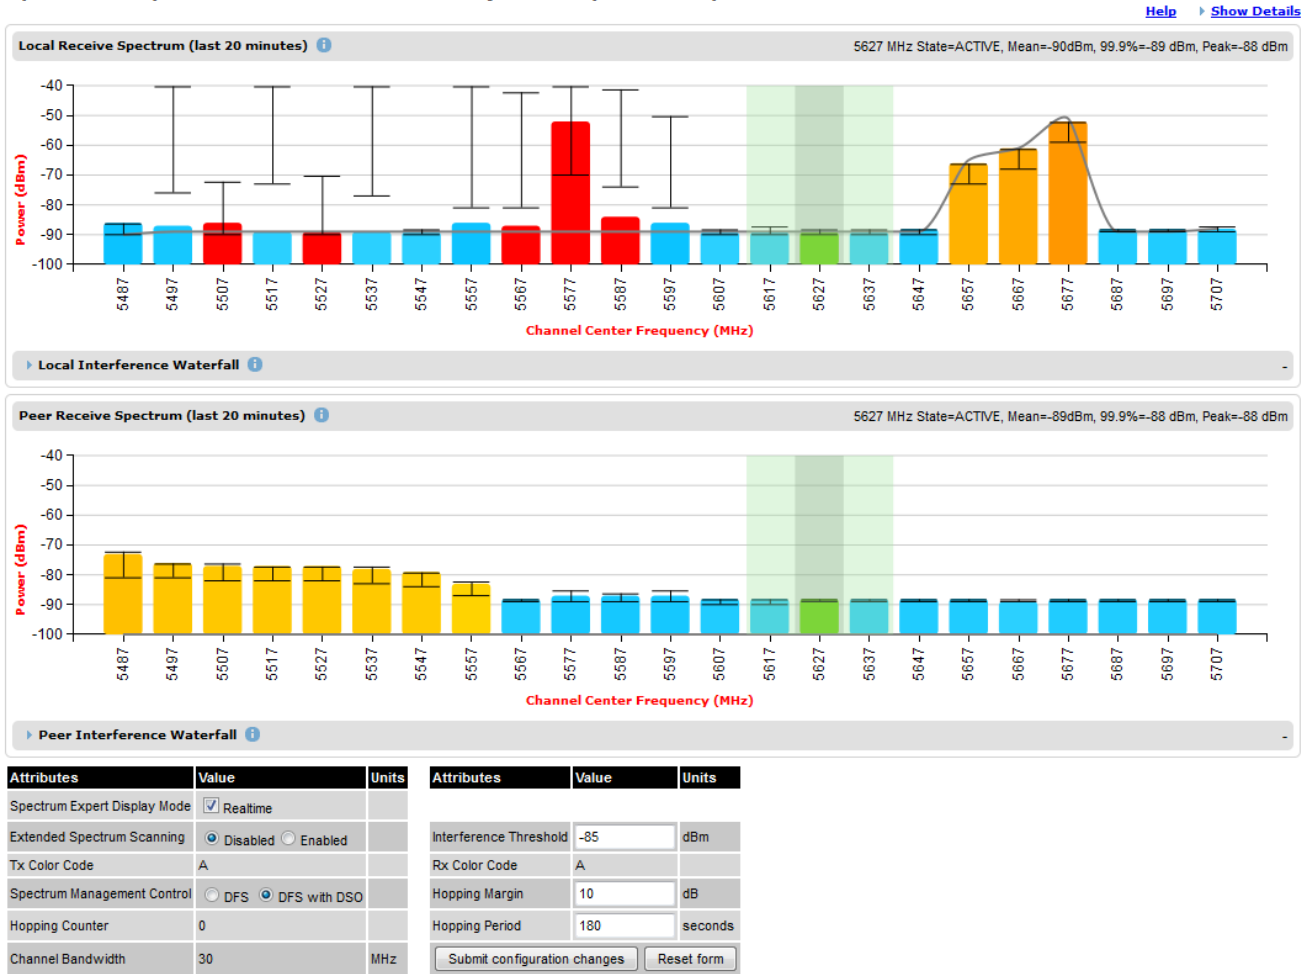 Help Show Details
Local Receive Spectrum (last 20 minutes) 5627 MHz State=ACTIVE, Mean=-90dBm, 99.9%=-89 dBm, Peak=-88 dBm
-40
-50
-60
-70
-80
-90
-100
Power (dBm)
5487 5497 5507 5517 5527 5537 5547 5557 5567 5577 5587 5597 5607 5617 5627 5637 5647 5657 5667 5677 5687 5697 5707
Channel Center Frequency (MHz)
Local Interference Waterfall -
Peer Receive Spectrum (last 20 minutes) 5627 MHz State=ACTIVE, Mean=-89dBm, 99.9%=-88 dBm, Peak=-88 dBm
-40
-50
-60
-70
-80
-90
-100
Power (dBm)
5487 5497 5507 5517 5527 5537 5547 5557 5567 5577 5587 5597 5607 5617 5627 5637 5647 5657 5667 5677 5687 5697 5707
Channel Center Frequency (MHz)
Peer Interference Waterfall -
Attributes Value Units Attributes Value Units
Spectrum Expert Display Mode Realtime
Extended Spectrum Scanning Disabled Enabled Interference Threshold -85 dBm
Tx Color Code A Rx Color Code A
Spectrum Management Control DFS DFS with DSO Hopping Margin 10 dB
Hopping Counter 0 Hopping Period 180 seconds
Channel Bandwidth 30 MHz Submit configuration changes Reset form